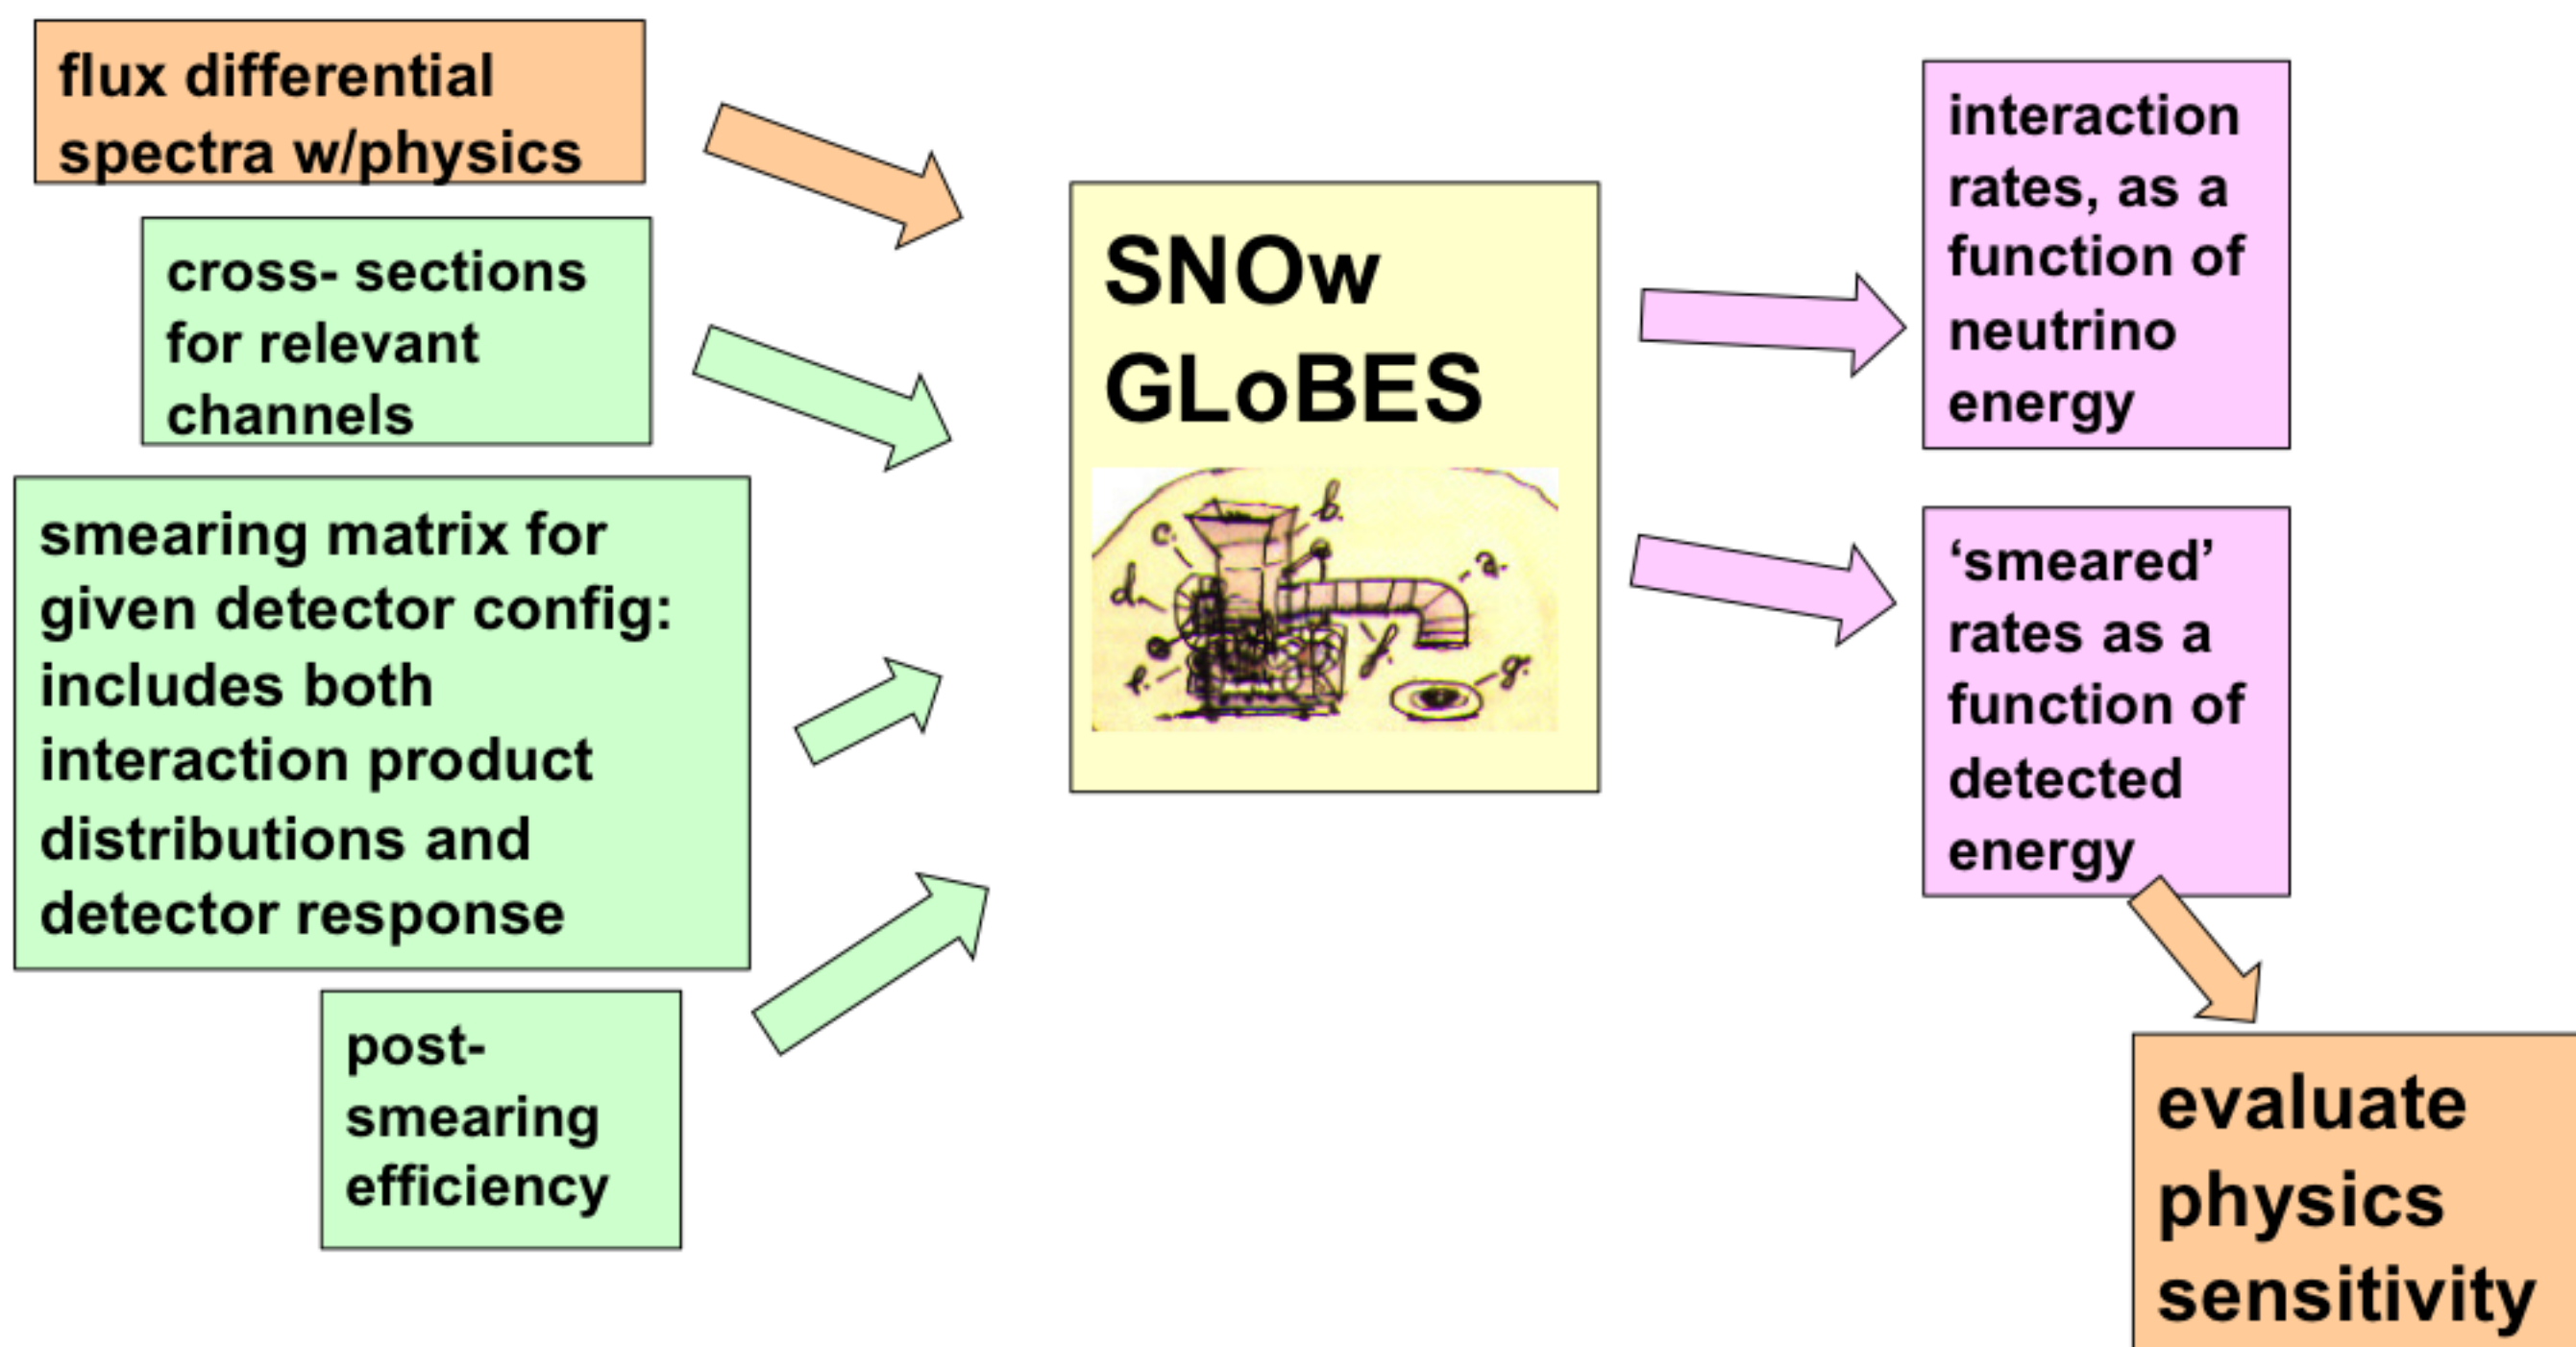 flux differential
spectra w/physics
cross- sections
for relevant
channels
smearing matrix for
given detector config:
includes both
interaction product
distributions and
detector response
post-
smearing
efficiency
SNOw
GLoBES
b.
c.
a.
d.
f.
g.
interaction
rates, as a
function of
neutrino
energy
‘smeared’
rates as a
function of
detected
energy
evaluate
physics
sensitivity